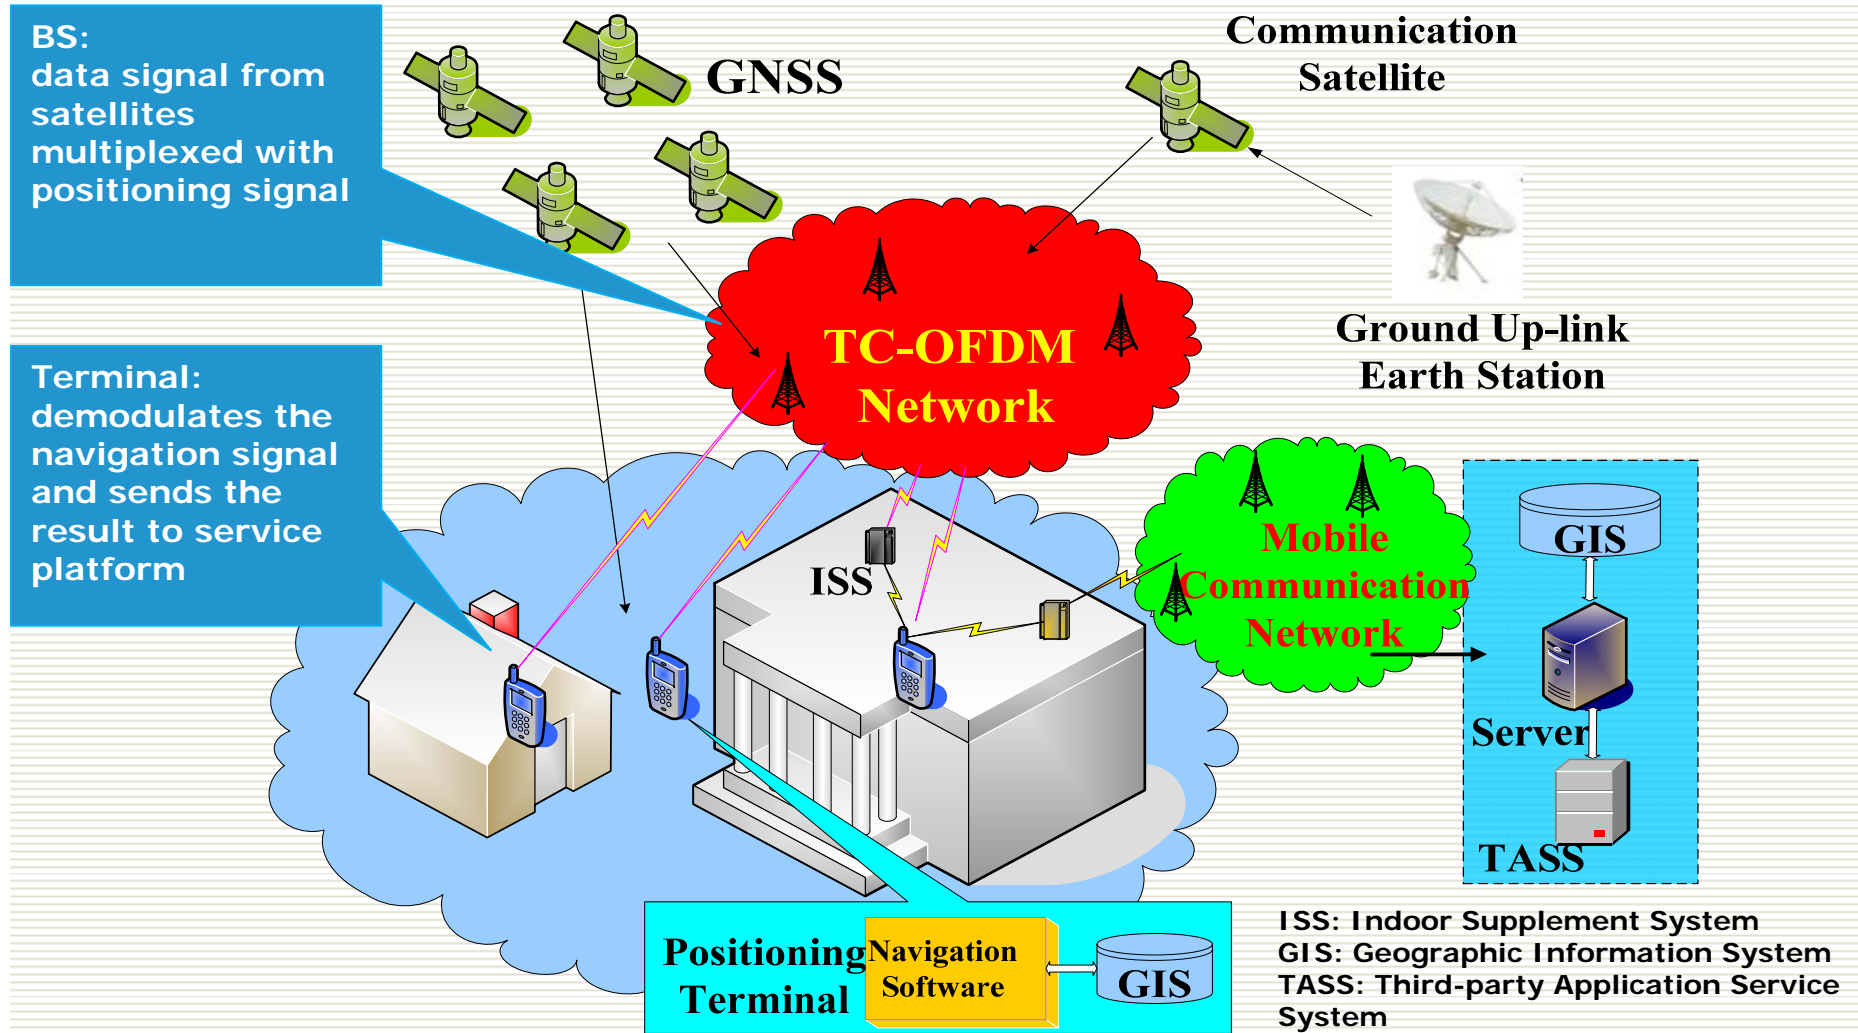 BS:
data signal from
satellites
multiplexed with
positioning signal
GNSS
Communication
Satellite
TC-OFDM
Network
Ground Up-link
Earth Station
Terminal:
demodulates the
navigation signal
and sends the
result to service
platform
ISS
Mobile
Communication
Network
GIS
Server
TASS
Positioning
Terminal
Navigation
Software
GIS
ISS: Indoor Supplement System
GIS: Geographic Information System
TASS: Third-party Application Service
System